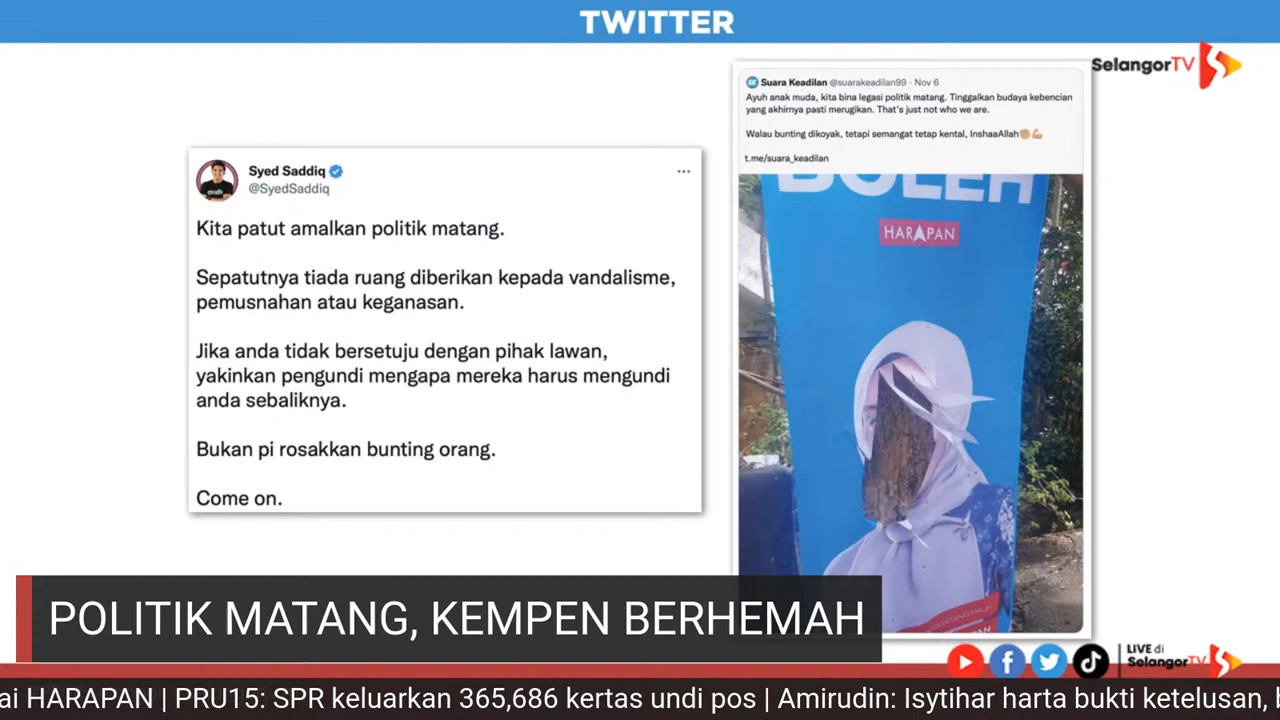 TWITTER
SelangorTV
Syed Saddiq
@SyedSaddiq
Kita patut amalkan politik matang.
Sepatutnya tiada ruang diberikan kepada vandalisme,
pemusnahan atau keganasan.
Jika anda tidak bersetuju dengan pihak lawan,
yakinkan pengundi mengapa mereka harus mengundi
anda sebaliknya.
Bukan pi rosakkan bunting orang.
Come on.
Suara Keadilan @suarakeadilan99 · Nov 6
Ayuh anak muda, kita bina legasi politik matang. Tinggalkan budaya kebencian
yang akhirnya pasti merugikan. That's just not who we are.
Walau bunting dikoyak, tetapi semangat tetap kental, InshaaAllah✊🏼💪🏼
t.me/suara_keadilan
BOLEH
HARAPAN
POLITIK MATANG, KEMPEN BERHEMAH
LIVE di
SelangorTV
ai HARAPAN | PRU15: SPR keluarkan 365,686 kertas undi pos | Amirudin: Isytihar harta bukti ketelusan,